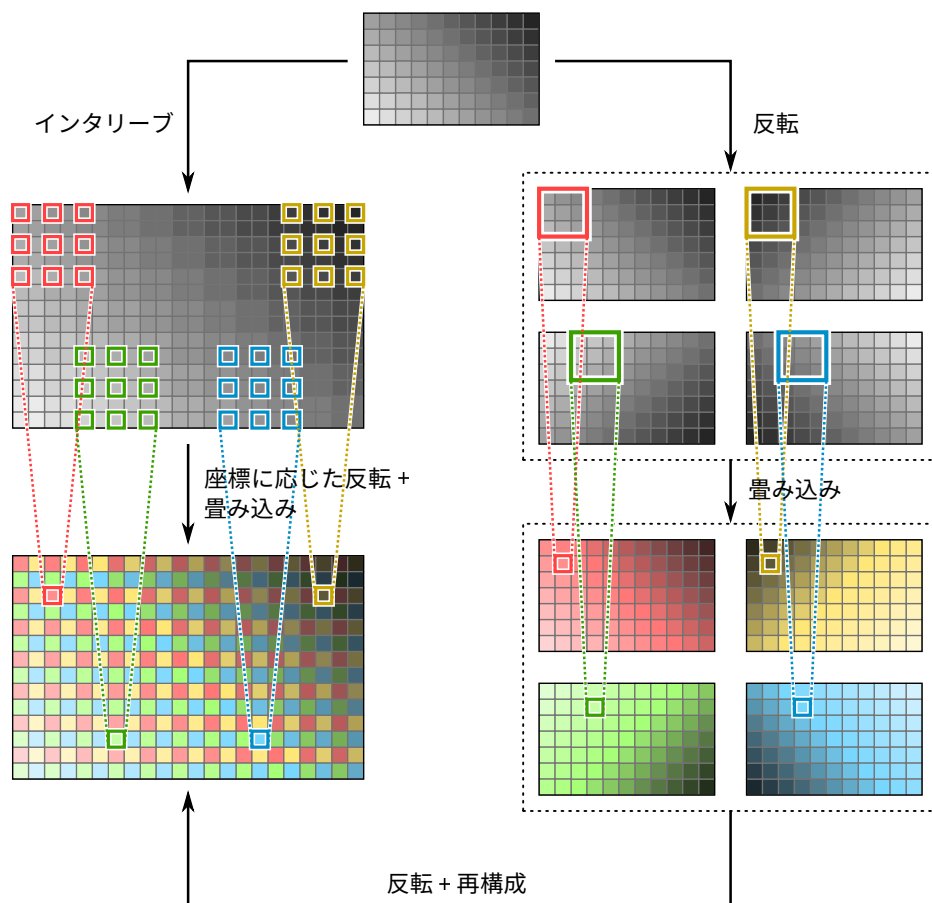 インタリーブ
反転
座標に応じた反転 +
畳み込み
畳み込み
反転 + 再構成